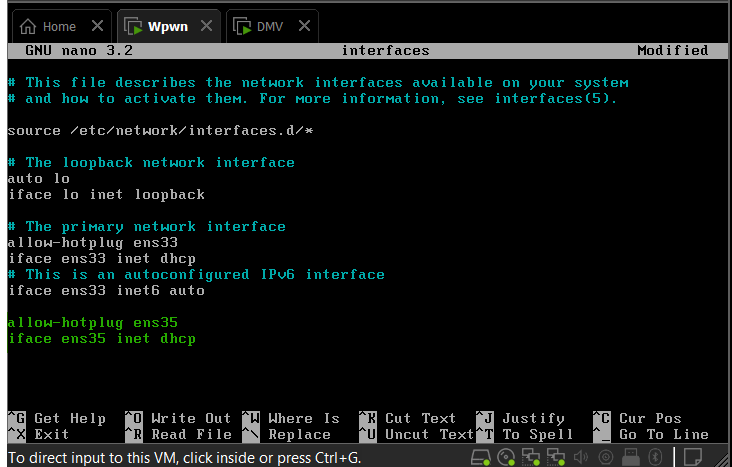 Home Wpwn DMV
GNU nano 3.2 interfaces Modified
# This file describes the network interfaces available on your system
# and how to activate them. For more information, see interfaces(5).
source /etc/network/interfaces.d/*
# The loopback network interface
auto lo
iface lo inet loopback
# The primary network interface
allow-hotplug ens33
iface ens33 inet dhcp
# This is an autoconfigured IPv6 interface
iface ens33 inet6 auto
allow-hotplug ens35
iface ens35 inet dhcp
^G Get Help ^O Write Out ^W Where Is ^K Cut Text ^J Justify ^C Cur Pos
^X Exit ^R Read File ^\ Replace ^U Uncut Text ^T To Spell ^_ Go To Line
To direct input to this VM, click inside or press Ctrl+G.